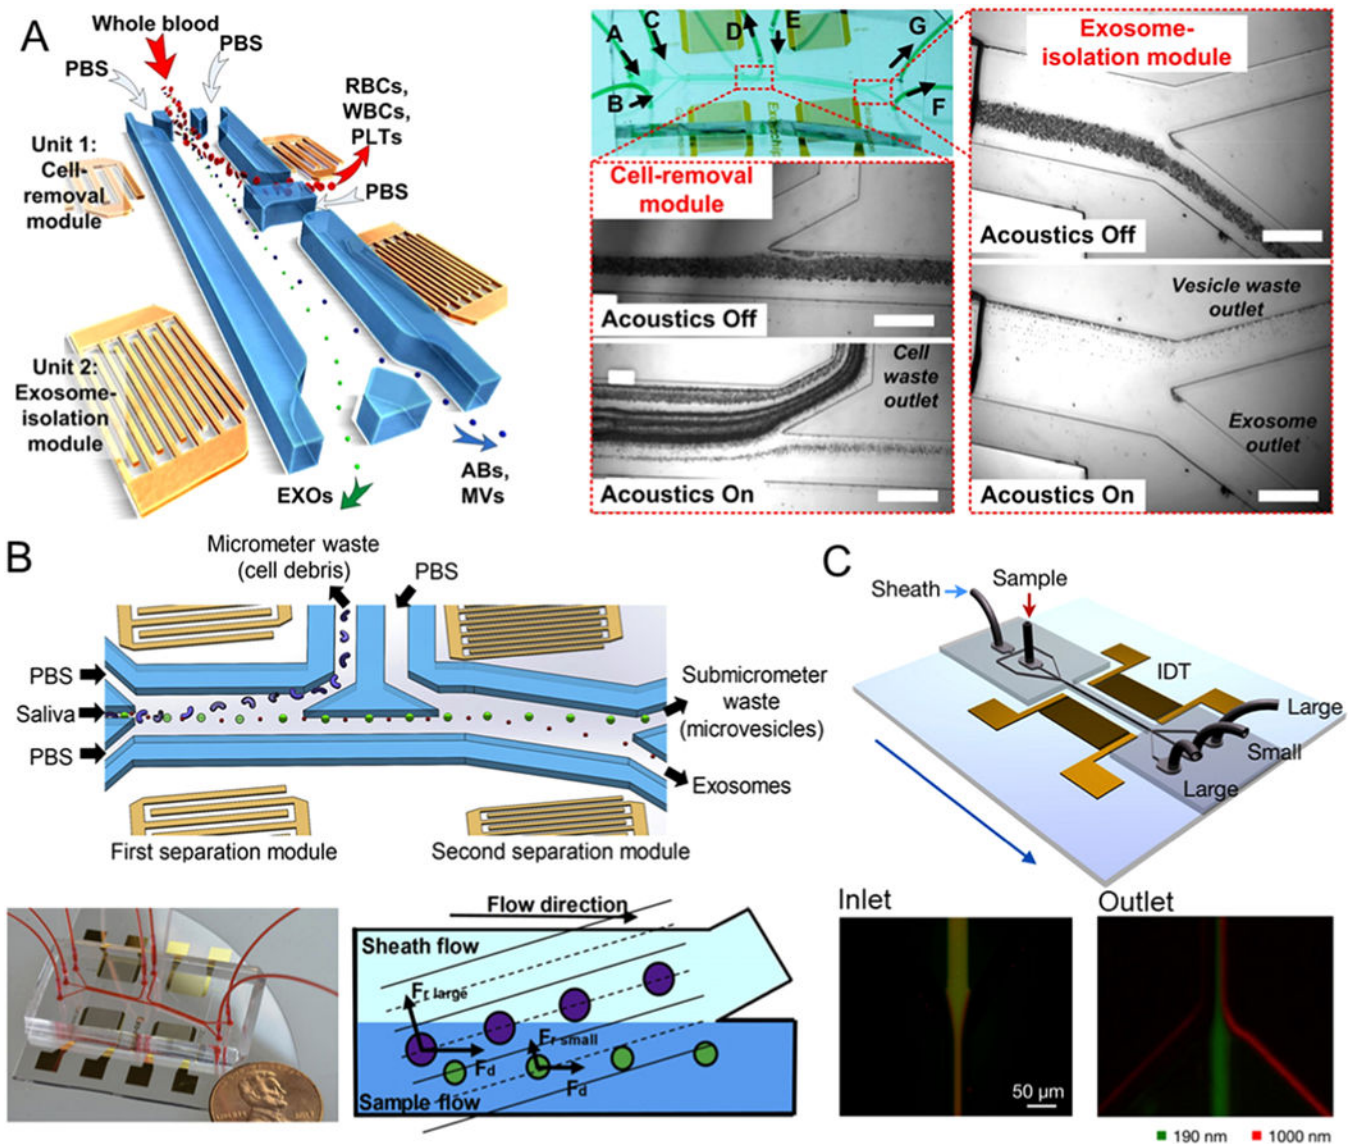 A
Whole blood
PBS
PBS
RBCs,
WBCs,
PLTs
Unit 1:
Cell-
removal
module
PBS
Unit 2:
Exosome-
isolation
module
EXOs
ABs,
MVs
A
C
D
E
G
B
F
Cell-removal
module
Acoustics Off
Cell
waste
outlet
Acoustics On
Exosome-
isolation module
Acoustics Off
Vesicle waste
outlet
Exosome
outlet
Acoustics On
B
Micrometer waste
(cell debris)
PBS
PBS
Saliva
PBS
Submicrometer
waste
(microvesicles)
Exosomes
First separation module
Second separation module
Flow direction
Sheath flow
Fr large
Fd
Fr small
Fd
Sample flow
C
Sheath
Sample
IDT
Large
Small
Large
Inlet
50 µm
Outlet
190 nm
1000 nm